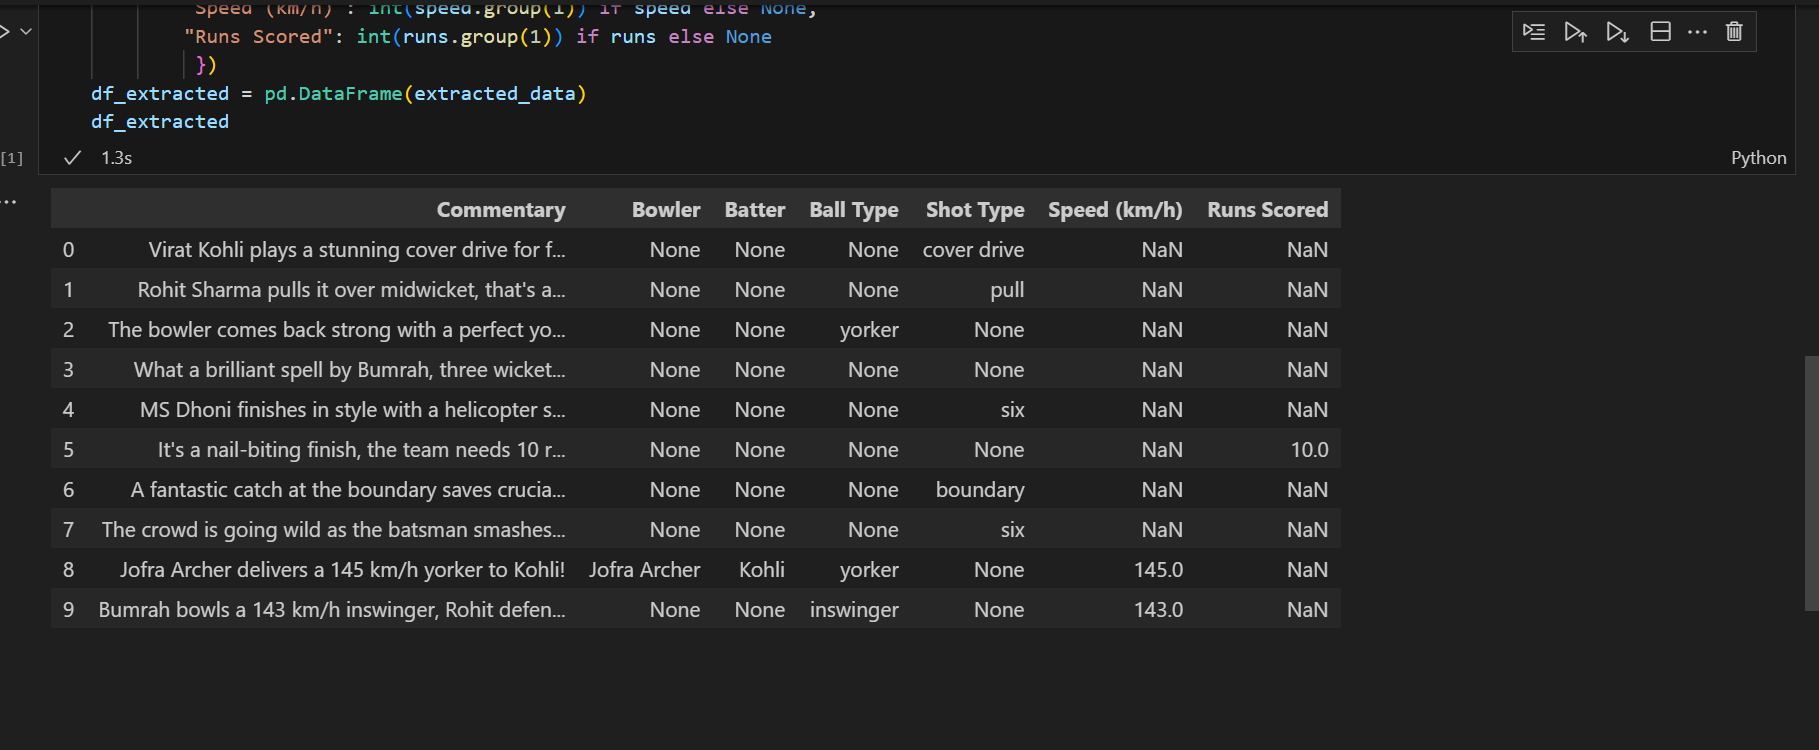 "Speed (km/h)": int(speed.group(1)) if speed else None,
"Runs Scored": int(runs.group(1)) if runs else None
})
df_extracted = pd.DataFrame(extracted_data)
df_extracted
[1] 1.3s Python
Commentary Bowler Batter Ball Type Shot Type Speed (km/h) Runs Scored
0 Virat Kohli plays a stunning cover drive for f... None None None cover drive NaN NaN
1 Rohit Sharma pulls it over midwicket, that's a... None None None pull NaN NaN
2 The bowler comes back strong with a perfect yo... None None yorker None NaN NaN
3 What a brilliant spell by Bumrah, three wicket... None None None None NaN NaN
4 MS Dhoni finishes in style with a helicopter s... None None None six NaN NaN
5 It's a nail-biting finish, the team needs 10 r... None None None None NaN 10.0
6 A fantastic catch at the boundary saves crucia... None None None boundary NaN NaN
7 The crowd is going wild as the batsman smashes... None None None six NaN NaN
8 Jofra Archer delivers a 145 km/h yorker to Kohli! Jofra Archer Kohli yorker None 145.0 NaN
9 Bumrah bowls a 143 km/h inswinger, Rohit defen... None None inswinger None 143.0 NaN